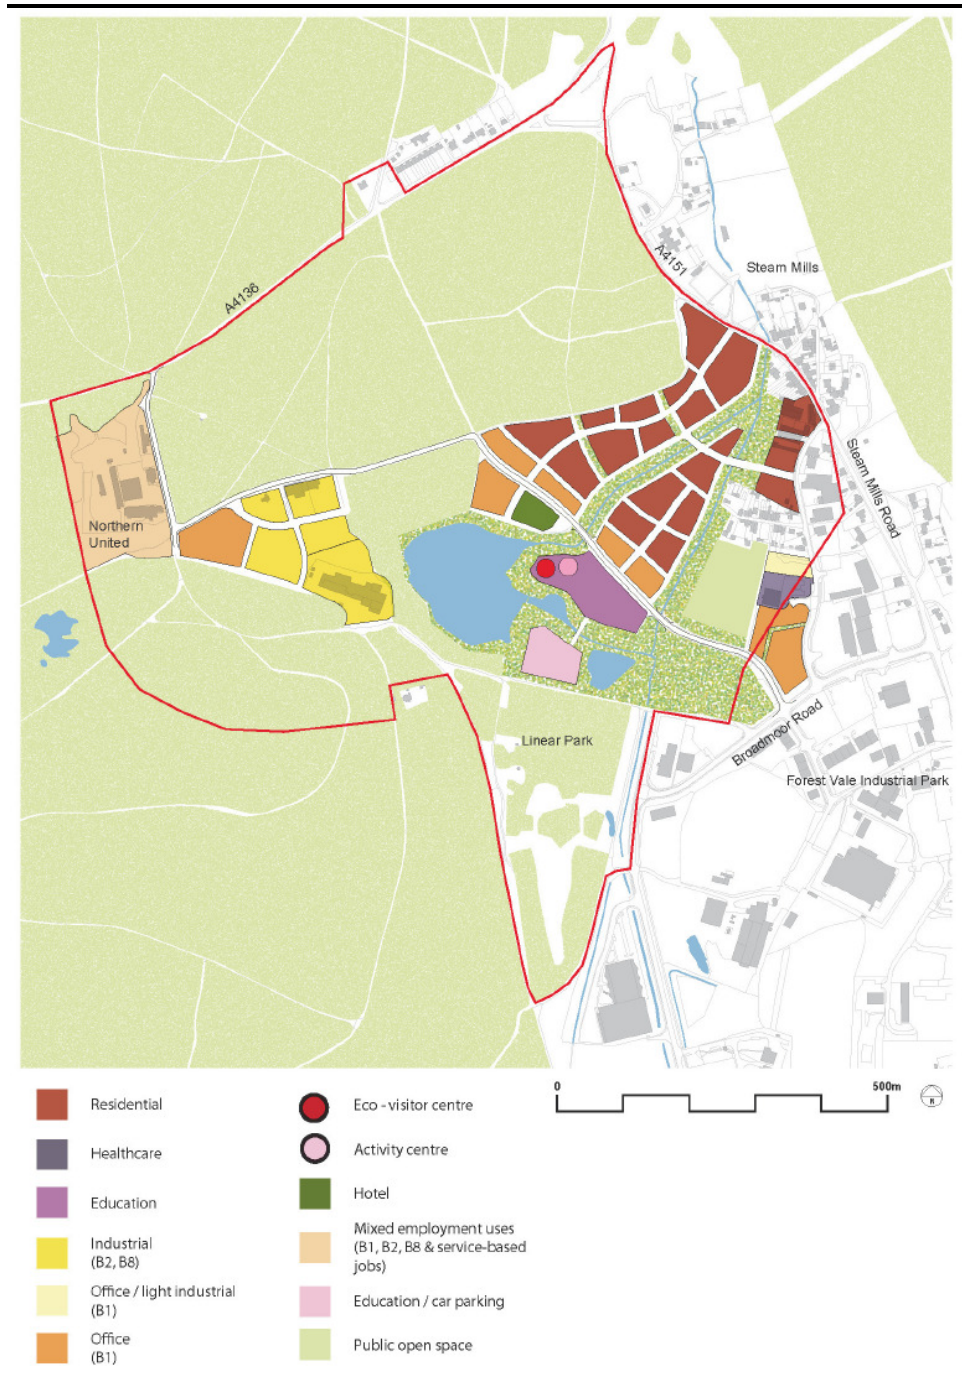 A4151
Steam Mills
A4136
Steam Mills Road
Northern
United
Linear Park
Broadmoor Road
Forest Vale Industrial Park
0
500m
N
Residential
Healthcare
Education
Industrial
(B2, B8)
Office / light industrial
(B1)
Office
(B1)
Eco - visitor centre
Activity centre
Hotel
Mixed employment uses
(B1, B2, B8 & service-based
jobs)
Education / car parking
Public open space